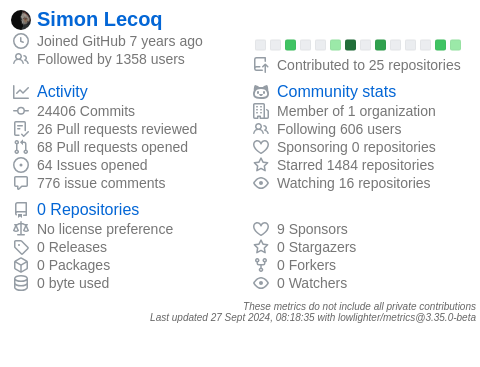 Simon Lecoq
Joined GitHub 7 years ago
Followed by 1358 users
Contributed to 25 repositories
Activity
24406 Commits
26 Pull requests reviewed
68 Pull requests opened
64 Issues opened
776 issue comments
Community stats
Member of 1 organization
Following 606 users
Sponsoring 0 repositories
Starred 1484 repositories
Watching 16 repositories
0 Repositories
No license preference
0 Releases
0 Packages
0 byte used
9 Sponsors
0 Stargazers
0 Forkers
0 Watchers
These metrics do not include all private contributions
Last updated 27 Sept 2024, 08:18:35 with lowlighter/metrics@3.35.0-beta